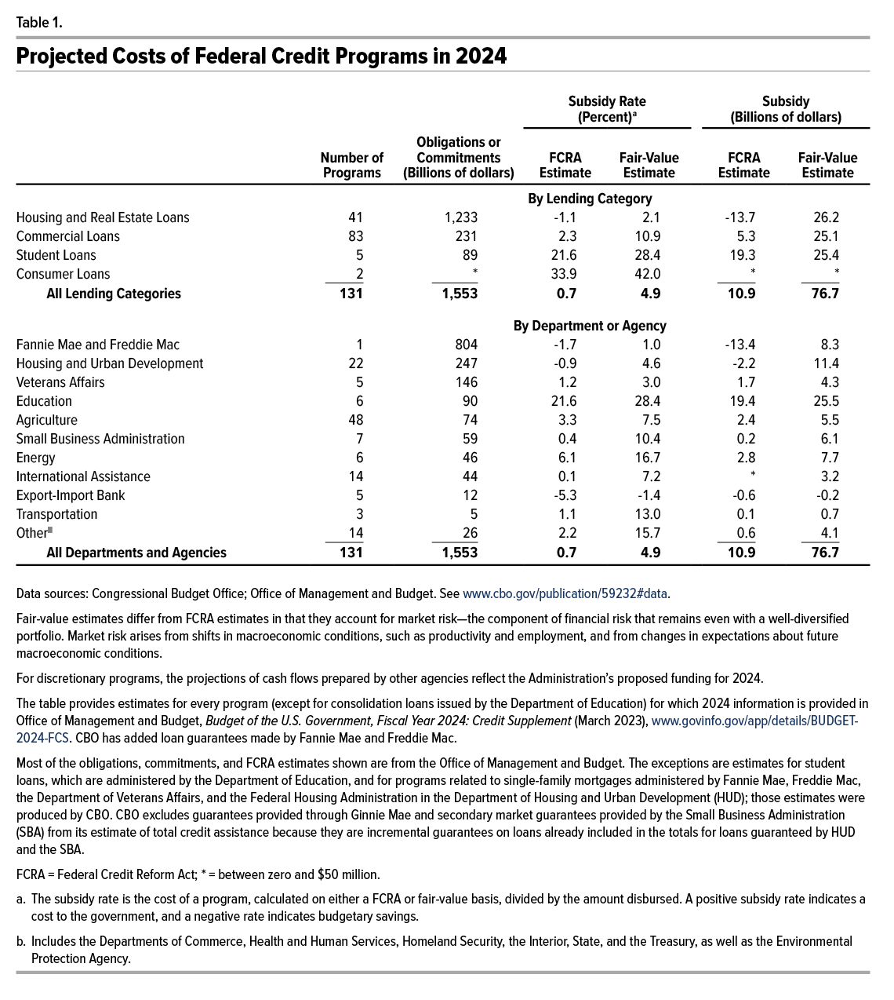 Table 1.
Projected Costs of Federal Credit Programs in 2024
Subsidy Rate (Percent)a Subsidy (Billions of dollars)
Number of Programs Obligations or Commitments (Billions of dollars) FCRA Estimate Fair-Value Estimate FCRA Estimate Fair-Value Estimate
By Lending Category
Housing and Real Estate Loans 41 1,233 -1.1 2.1 -13.7 26.2
Commercial Loans 83 231 2.3 10.9 5.3 25.1
Student Loans 5 89 21.6 28.4 19.3 25.4
Consumer Loans 2 * 33.9 42.0 * *
All Lending Categories 131 1,553 0.7 4.9 10.9 76.7
By Department or Agency
Fannie Mae and Freddie Mac 1 804 -1.7 1.0 -13.4 8.3
Housing and Urban Development 22 247 -0.9 4.6 -2.2 11.4
Veterans Affairs 5 146 1.2 3.0 1.7 4.3
Education 6 90 21.6 28.4 19.4 25.5
Agriculture 48 74 3.3 7.5 2.4 5.5
Small Business Administration 7 59 0.4 10.4 0.2 6.1
Energy 6 46 6.1 16.7 2.8 7.7
International Assistance 14 44 0.1 7.2 * 3.2
Export-Import Bank 5 12 -5.3 -1.4 -0.6 -0.2
Transportation 3 5 1.1 13.0 0.1 0.7
Other 14 26 2.2 15.7 0.6 4.1
All Departments and Agencies 131 1,553 0.7 4.9 10.9 76.7
Data sources: Congressional Budget Office; Office of Management and Budget. See www.cbo.gov/publication/59232#data.
Fair-value estimates differ from FCRA estimates in that they account for market risk—the component of financial risk that remains even with a well-diversified
portfolio. Market risk arises from shifts in macroeconomic conditions, such as productivity and employment, and from changes in expectations about future
macroeconomic conditions.
For discretionary programs, the projections of cash flows prepared by other agencies reflect the Administration's proposed funding for 2024.
The table provides estimates for every program (except for consolidation loans issued by the Department of Education) for which 2024 information is provided in
Office of Management and Budget, Budget of the U.S. Government, Fiscal Year 2024: Credit Supplement (March 2023), www.govinfo.gov/app/details/BUDGET-
2024-FCS. CBO has added loan guarantees made by Fannie Mae and Freddie Mac.
Most of the obligations, commitments, and FCRA estimates shown are from the Office of Management and Budget. The exceptions are estimates for student
loans, which are administered by the Department of Education, and for programs related to single-family mortgages administered by Fannie Mae, Freddie Mac,
the Department of Veterans Affairs, and the Federal Housing Administration in the Department of Housing and Urban Development (HUD); those estimates were
produced by CBO. CBO excludes guarantees provided through Ginnie Mae and secondary market guarantees provided by the Small Business Administration
(SBA) from its estimate of total credit assistance because they are incremental guarantees on loans already included in the totals for loans guaranteed by HUD
and the SBA.
FCRA = Federal Credit Reform Act; * = between zero and $50 million.
a. The subsidy rate is the cost of a program, calculated on either a FCRA or fair-value basis, divided by the amount disbursed. A positive subsidy rate indicates a
cost to the government, and a negative rate indicates budgetary savings.
b. Includes the Departments of Commerce, Health and Human Services, Homeland Security, the Interior, State, and the Treasury, as well as the Environmental
Protection Agency.